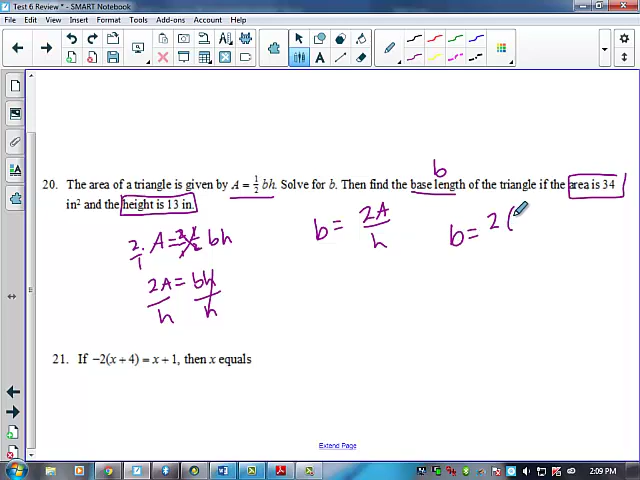 Test 6 Review * - SMART Notebook
File Edit View Insert Format Tools Add-ons Account Help
b
20. The area of a triangle is given by A = 1/2 bh. Solve for b. Then find the base length of the triangle if the area is 34
in² and the height is 13 in.
2/1 · A = 2/1 · 1/2 bh
b = 2A/h
b = 2(
2A/h = bh/h
21. If −2(x + 4) = x + 1, then x equals
Extend Page
2:09 PM